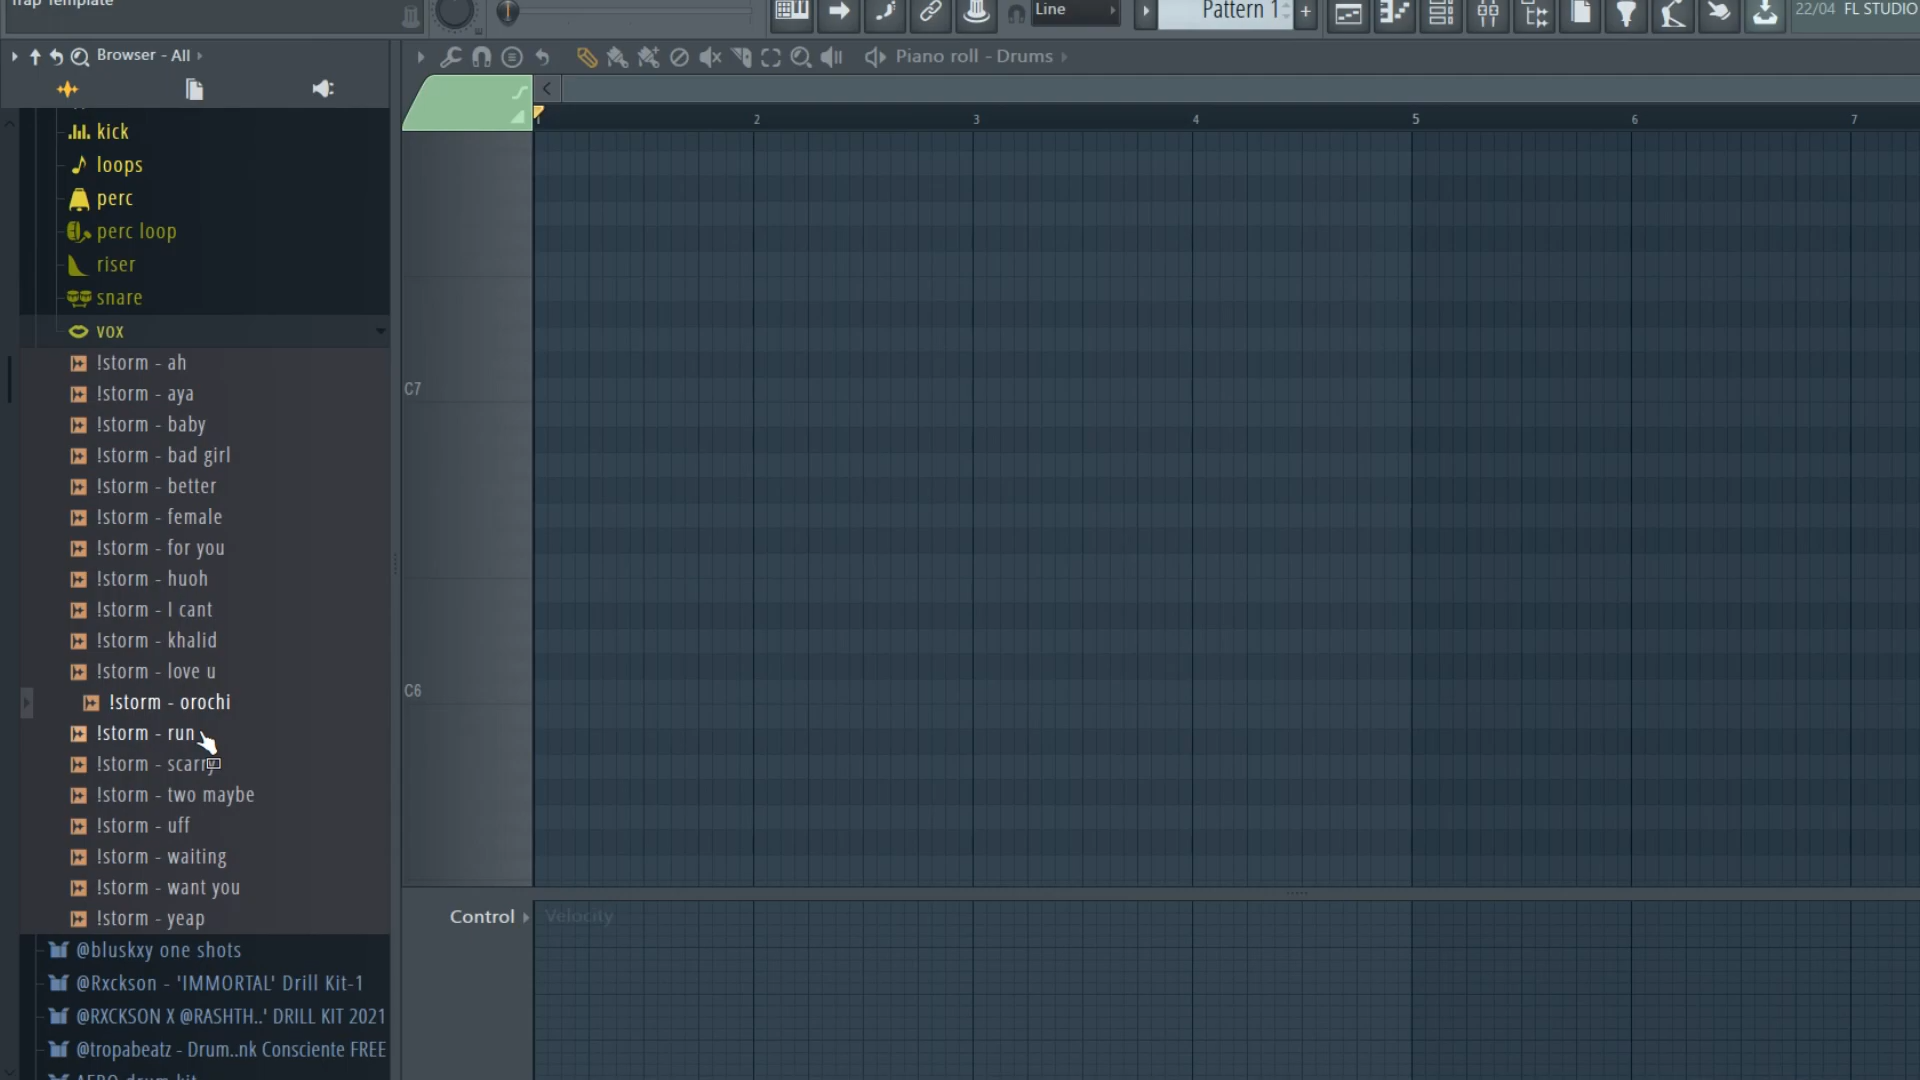 Trap Template
Line
Pattern 1
+
22/04 FL STUDIO
Browser - All
Piano roll - Drums
kick
loops
perc
perc loop
riser
snare
vox
!storm - ah
!storm - aya
!storm - baby
!storm - bad girl
!storm - better
!storm - female
!storm - for you
!storm - huoh
!storm - I cant
!storm - khalid
!storm - love u
!storm - orochi
!storm - run
!storm - scarry
!storm - two maybe
!storm - uff
!storm - waiting
!storm - want you
!storm - yeap
@bluskxy one shots
@Rxckson - 'IMMORTAL' Drill Kit-1
@RXCKSON X @RASHTH..' DRILL KIT 2021
@tropabeatz - Drum..nk Consciente FREE
AFRO drum kit
2 3 4 5 6 7
C7
C6
Control
Velocity